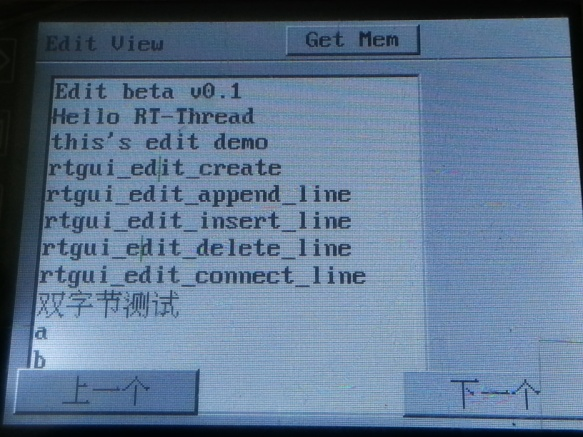 Edit View
Get Mem
Edit beta v0.1
Hello RT-Thread
this's edit demo
rtgui_edit_create
rtgui_edit_append_line
rtgui_edit_insert_line
rtgui_edit_delete_line
rtgui_edit_connect_line
双字节测试
a
b
上一个
下一个